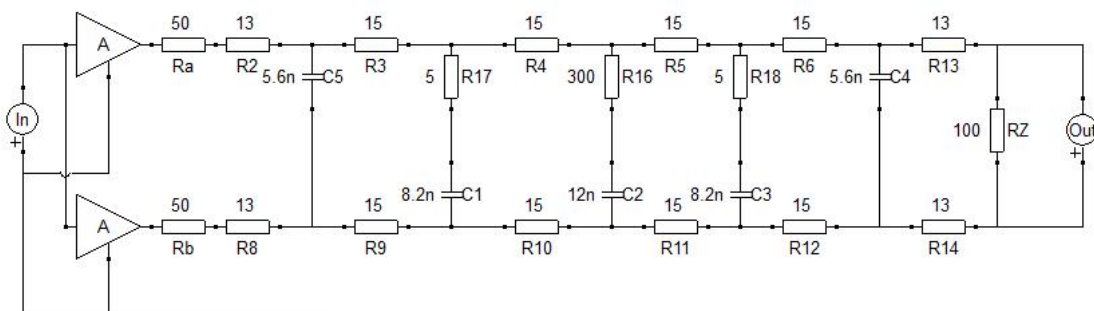 50 13 15 15 15 15 13
A
Ra R2 5.6n C5 R3 5 R17 R4 300 R16 R5 5 R18 R6 5.6n C4 R13
In
+
100 RZ Out
+
50 13 15 8.2n C1 15 12n C2 15 8.2n C3 15 13
A
Rb R8 R9 R10 R11 R12 R14